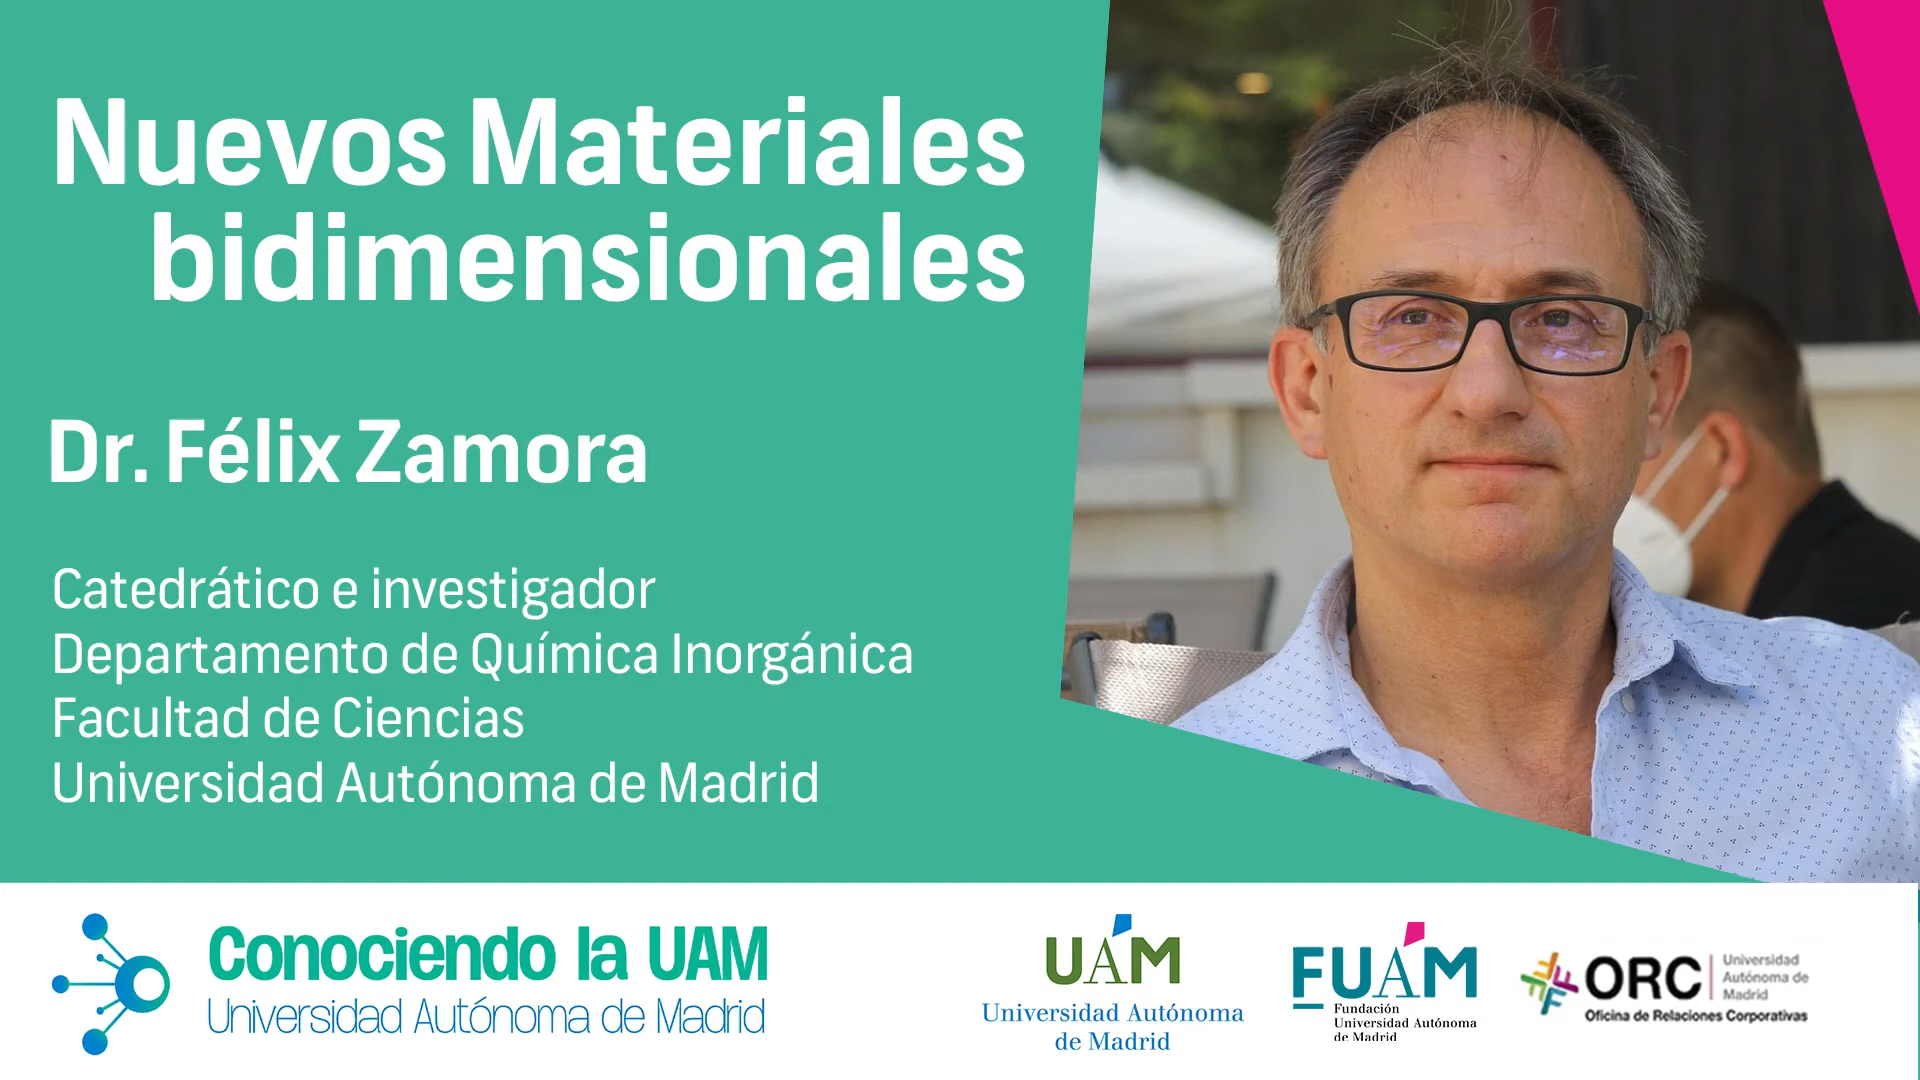 Nuevos Materiales
bidimensionales
Dr. Félix Zamora
Catedrático e investigador
Departamento de Química Inorgánica
Facultad de Ciencias
Universidad Autónoma de Madrid
Conociendo la UAM
Universidad Autónoma de Madrid
UAM
Universidad Autónoma
de Madrid
FUAM
Fundación
Universidad Autónoma
de Madrid
ORC
Universidad
Autónoma de
Madrid
Oficina de Relaciones Corporativas